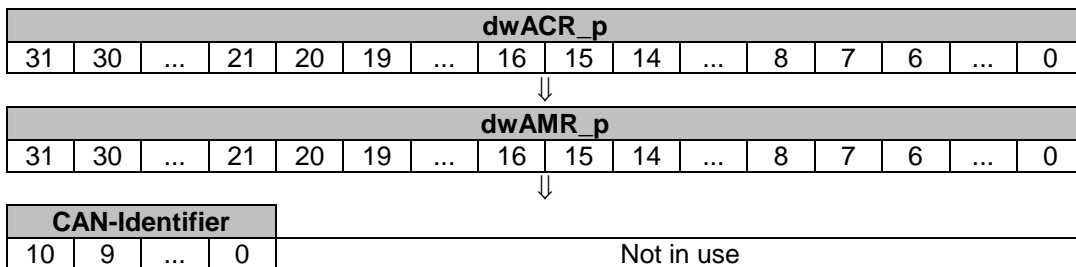 dwACR_p
31 30 ... 21 20 19 ... 16 15 14 ... 8 7 6 ... 0
⇓
dwAMR_p
31 30 ... 21 20 19 ... 16 15 14 ... 8 7 6 ... 0
⇓
CAN-Identifier
10 9 ... 0 Not in use